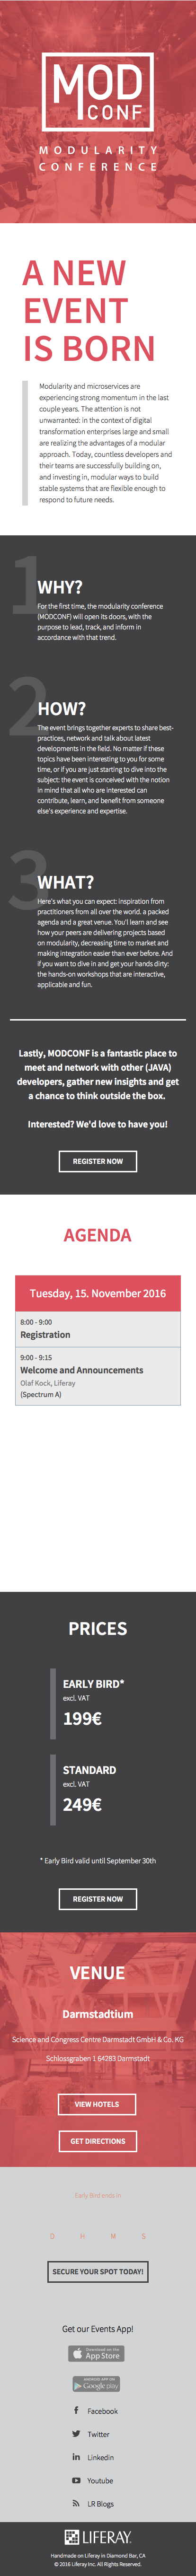 MOD
CONF
MODULARITY
CONFERENCE
A NEW
EVENT
IS BORN
Modularity and microservices are
experiencing strong momentum in the last
couple years. The attention is not
unwarranted: in the context of digital
transformation enterprises large and small
are realizing the advantages of a modular
approach. Today, countless developers and
their teams are successfully building on,
and investing in, modular ways to build
stable systems that are flexible enough to
respond to future needs.
1
WHY?
For the first time, the modularity conference
(MODCONF) will open its doors, with the
purpose to lead, track, and inform in
accordance with that trend.
2
HOW?
The event brings together experts to share best-
practices, network and talk about latest
developments in the field. No matter if these
topics have been interesting to you for some
time, or if you are just starting to dive into the
subject: the event is conceived with the notion
in mind that all who are interested can
contribute, learn, and benefit from someone
else's experience and expertise.
3
WHAT?
Here's what you can expect: Inspiration from
practitioners from all over the world, a packed
agenda and a great venue. You'l learn and see
how your peers are delivering projects based
on modularity, decreasing time to market and
making integration easier than ever before. And
if you want to dive in and get your hands dirty:
the hands-on workshops that are interactive,
applicable and fun.
Lastly, MODCONF is a fantastic place to
meet and network with other (JAVA)
developers, gather new insights and get
a chance to think outside the box.
Interested? We'd love to have you!
REGISTER NOW
AGENDA
Tuesday, 15. November 2016
8:00 - 9:00
Registration
9:00 - 9:15
Welcome and Announcements
Olaf Kock, Liferay
(Spectrum A)
PRICES
EARLY BIRD*
excl. VAT
199€
STANDARD
excl. VAT
249€
* Early Bird valid until September 30th
REGISTER NOW
VENUE
Darmstadtium
Science and Congress Centre Darmstadt GmbH & Co. KG
Schlossgraben 1 64283 Darmstadt
VIEW HOTELS
GET DIRECTIONS
Early Bird ends in
D H M S
SECURE YOUR SPOT TODAY!
Get our Events App!
Download on the
App Store
ANDROID APP ON
Google play
Facebook
Twitter
Linkedin
Youtube
LR Blogs
LIFERAY.
Handmade on Liferay in Diamond Bar, CA
© 2016 Liferay Inc. All Rights Reserved.